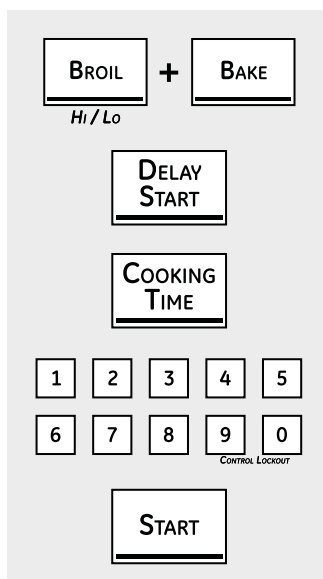 BROIL + BAKE
HI / LO
DELAY
START
COOKING
TIME
1 2 3 4 5
6 7 8 9 0
CONTROL LOCKOUT
START